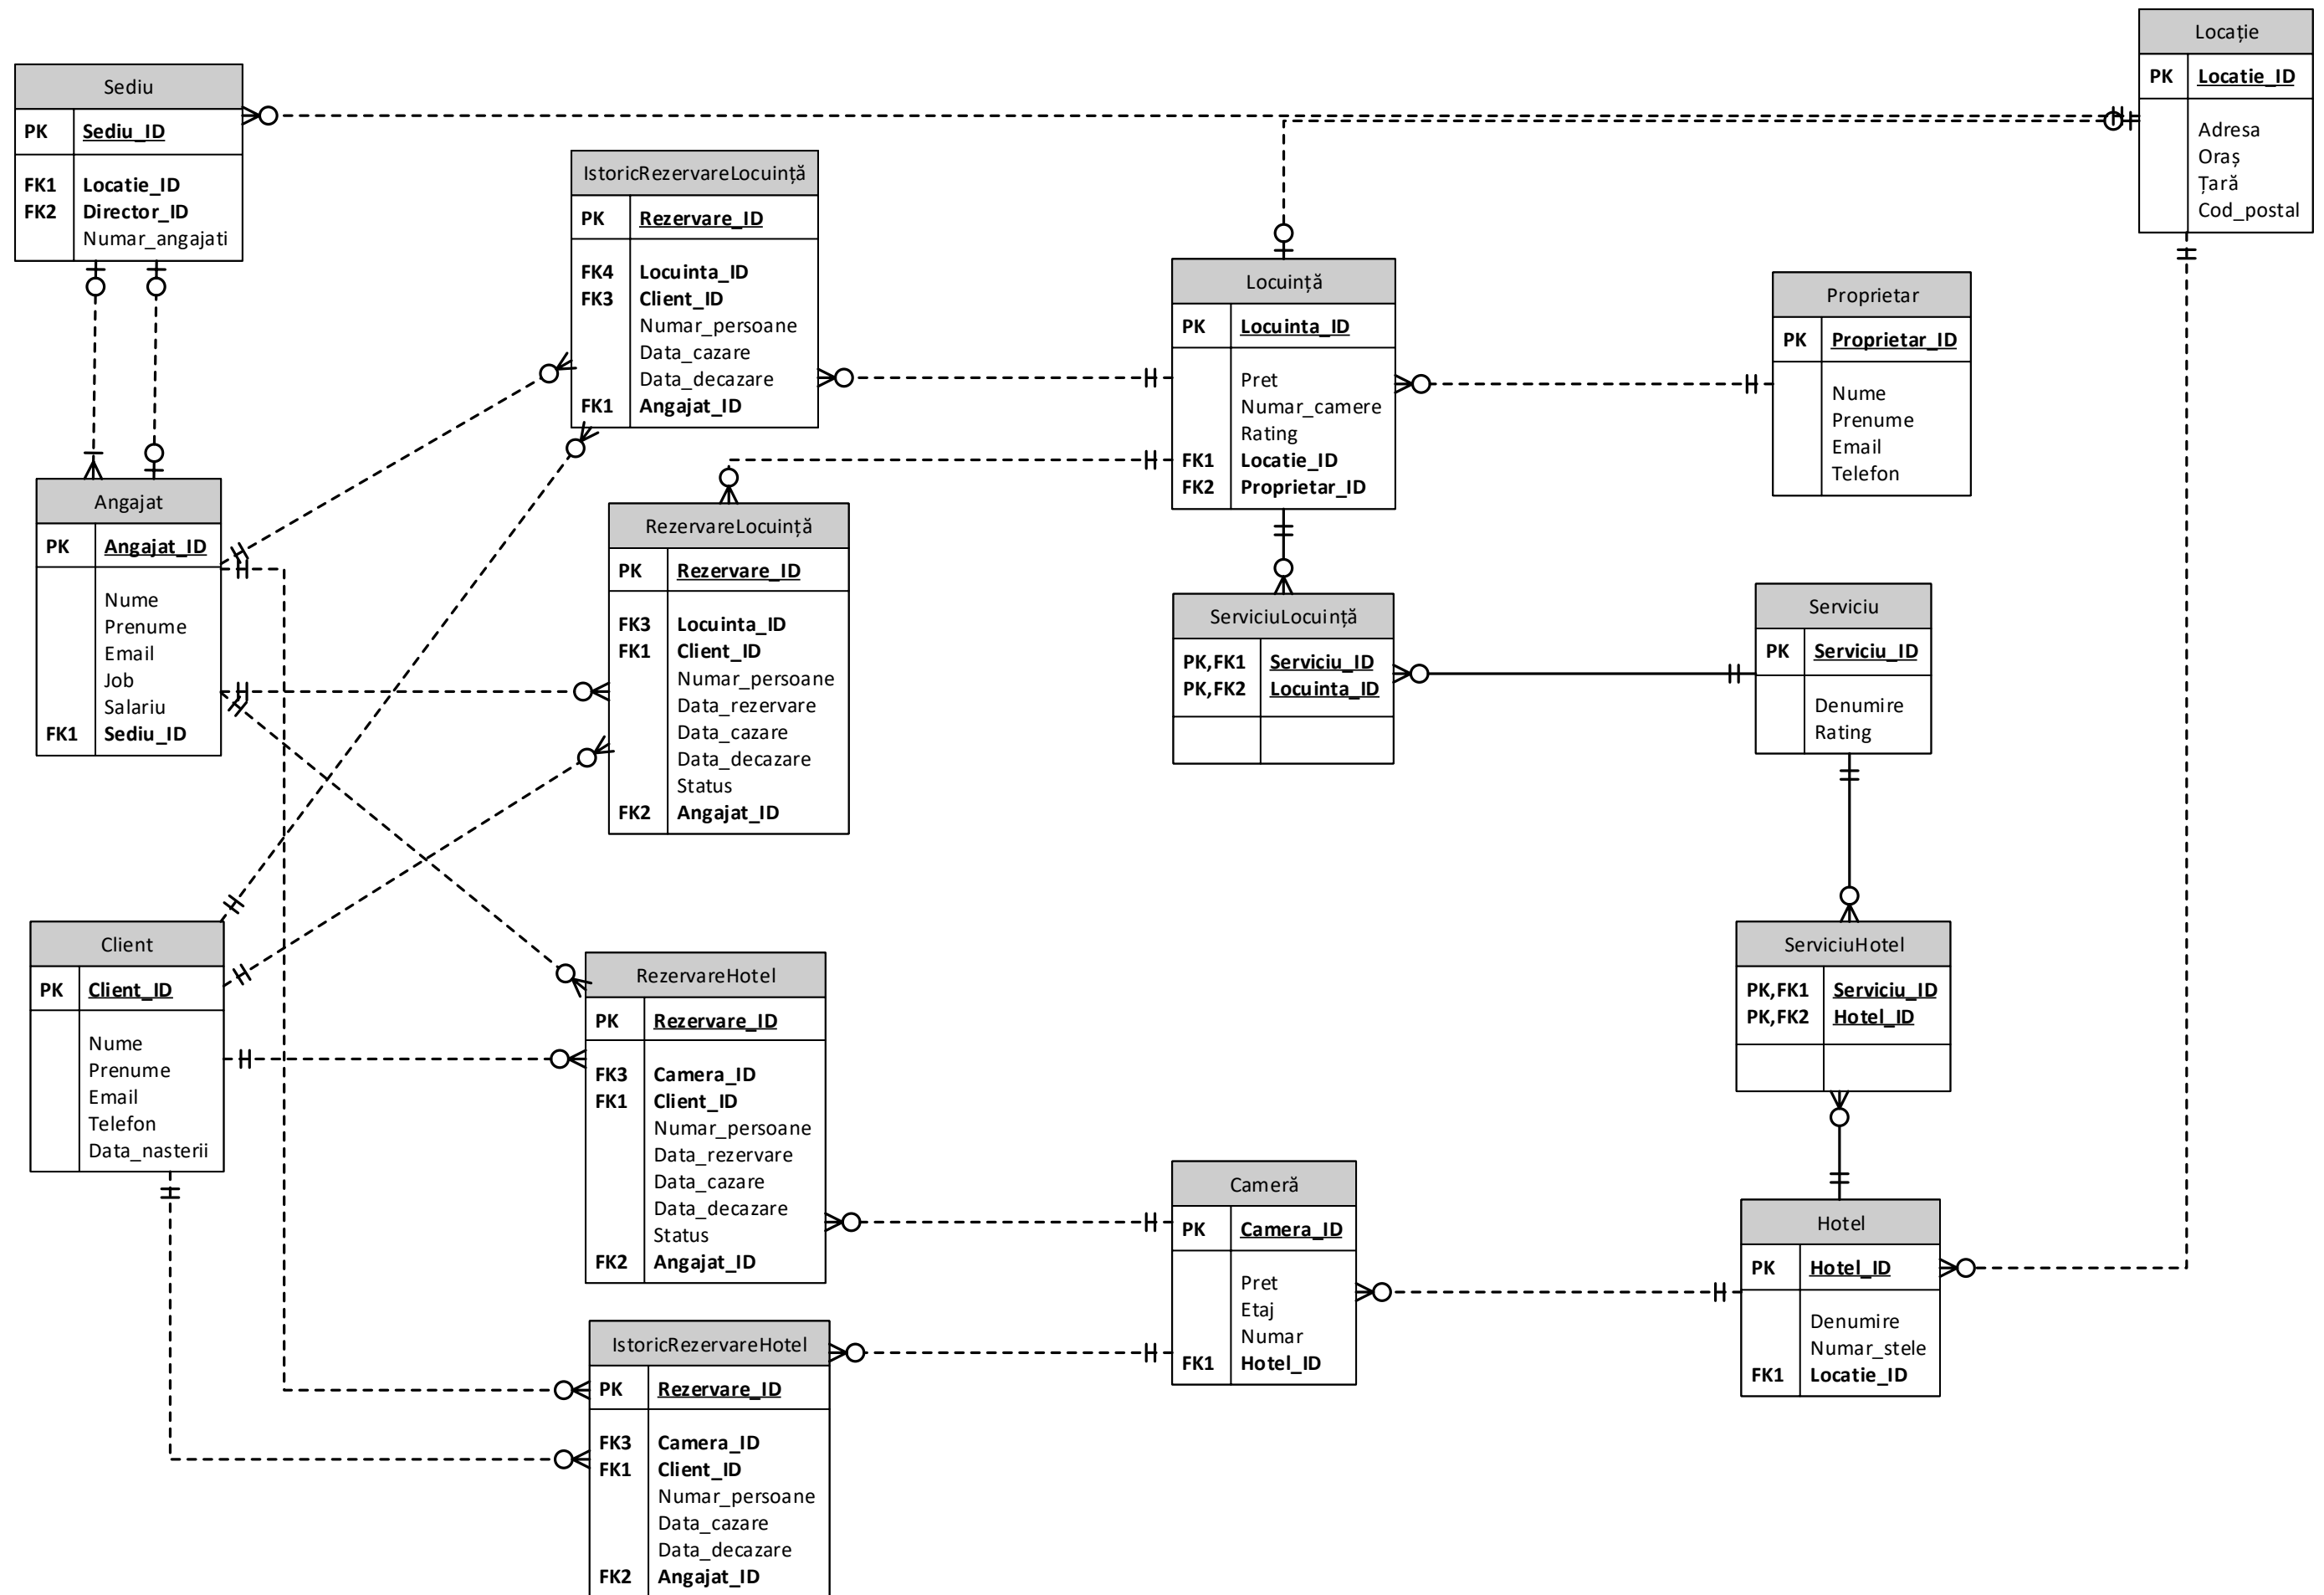 Locație
PK Locatie_ID
Adresa
Oraș
Țară
Cod_postal
Sediu
PK Sediu_ID
FK1 Locatie_ID
FK2 Director_ID
Numar_angajati
IstoricRezervareLocuință
PK Rezervare_ID
FK4 Locuinta_ID
FK3 Client_ID
Numar_persoane
Data_cazare
Data_decazare
FK1 Angajat_ID
Locuință
PK Locuinta_ID
Pret
Numar_camere
Rating
FK1 Locatie_ID
FK2 Proprietar_ID
Proprietar
PK Proprietar_ID
Nume
Prenume
Email
Telefon
Angajat
PK Angajat_ID
Nume
Prenume
Email
Job
Salariu
FK1 Sediu_ID
RezervareLocuință
PK Rezervare_ID
FK3 Locuinta_ID
FK1 Client_ID
Numar_persoane
Data_rezervare
Data_cazare
Data_decazare
Status
FK2 Angajat_ID
ServiciuLocuință
PK,FK1 Serviciu_ID
PK,FK2 Locuinta_ID
Serviciu
PK Serviciu_ID
Denumire
Rating
Client
PK Client_ID
Nume
Prenume
Email
Telefon
Data_nasterii
RezervareHotel
PK Rezervare_ID
FK3 Camera_ID
FK1 Client_ID
Numar_persoane
Data_rezervare
Data_cazare
Data_decazare
Status
FK2 Angajat_ID
ServiciuHotel
PK,FK1 Serviciu_ID
PK,FK2 Hotel_ID
Cameră
PK Camera_ID
Pret
Etaj
Numar
FK1 Hotel_ID
Hotel
PK Hotel_ID
Denumire
Numar_stele
FK1 Locatie_ID
IstoricRezervareHotel
PK Rezervare_ID
FK3 Camera_ID
FK1 Client_ID
Numar_persoane
Data_cazare
Data_decazare
FK2 Angajat_ID